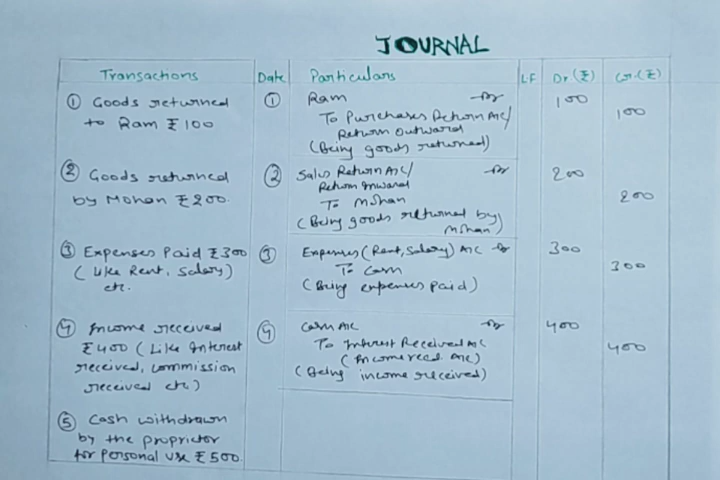 JOURNAL
Transactions Date Particulars LF Dr.(₹) Cr.(₹)
① Goods returned
to Ram ₹100
① Ram Dr 100
To Purchases Return A/C/ 100
Return outward
(Being goods returned)
② Goods returned
by Mohan ₹200.
② Sales Return A/C/ Dr 200
Return Inward
To Mohan 200
(Being goods returned by
Mohan)
③ Expenses Paid ₹300
(Like Rent, Salary)
etc.
③ Expenses (Rent, Salary) A/C Dr 300
To Cash 300
(Being expenses paid)
④ Income received
₹400 (Like Interest
received, commission
received etc.)
④ Cash A/C Dr 400
To Interest Received A/C 400
(Income recd. A/C)
(Being income received)
⑤ Cash withdrawn
by the proprietor
for Personal use ₹500.